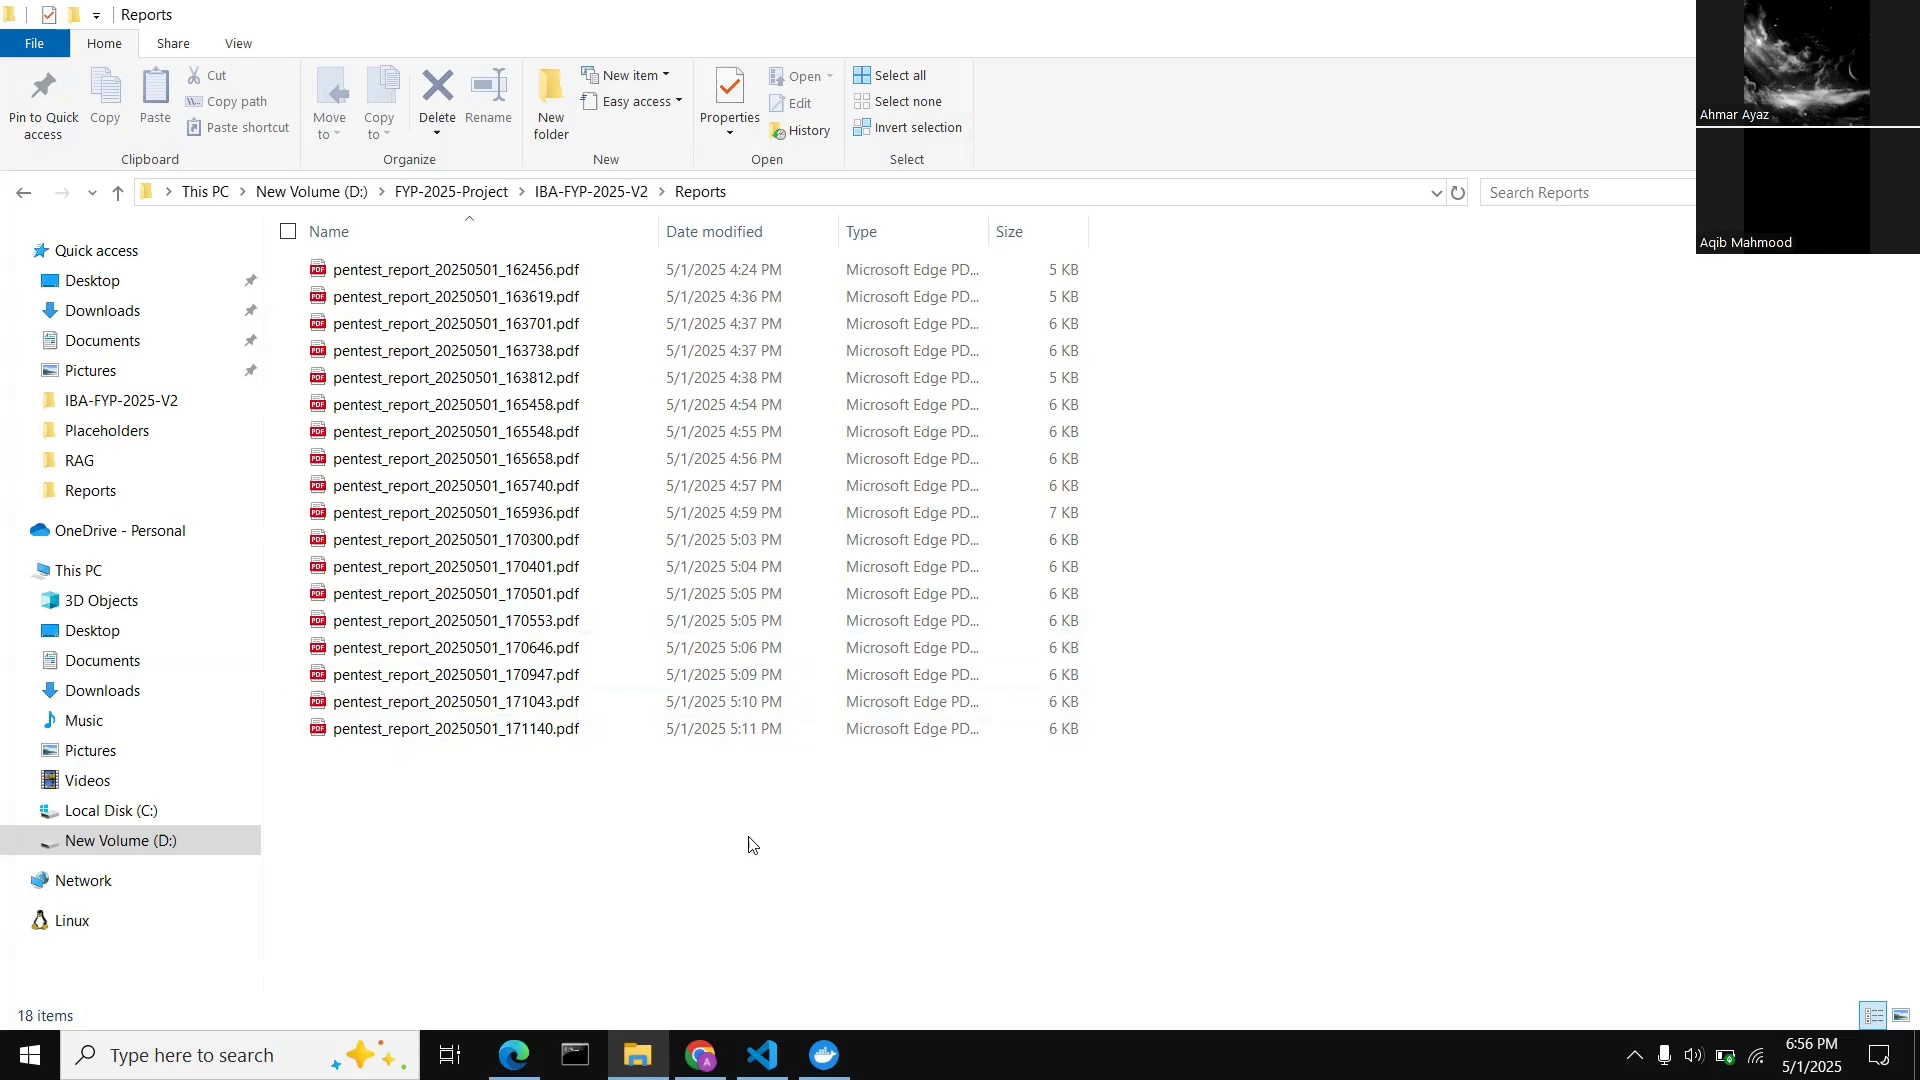 Reports
File Home Share View
Pin to Quick access
Copy
Paste
Cut
Copy path
Paste shortcut
Clipboard
Move to
Copy to
Delete
Rename
Organize
New folder
New item
Easy access
New
Properties
Open
Edit
History
Open
Select all
Select none
Invert selection
Select
Ahmar Ayaz
Aqib Mahmood
This PC New Volume (D:) FYP-2025-Project IBA-FYP-2025-V2 Reports
Search Reports
Quick access
Desktop
Downloads
Documents
Pictures
IBA-FYP-2025-V2
Placeholders
RAG
Reports
OneDrive - Personal
This PC
3D Objects
Desktop
Documents
Downloads
Music
Pictures
Videos
Local Disk (C:)
New Volume (D:)
Network
Linux
Name Date modified Type Size
pentest_report_20250501_162456.pdf 5/1/2025 4:24 PM Microsoft Edge PD... 5 KB
pentest_report_20250501_163619.pdf 5/1/2025 4:36 PM Microsoft Edge PD... 5 KB
pentest_report_20250501_163701.pdf 5/1/2025 4:37 PM Microsoft Edge PD... 6 KB
pentest_report_20250501_163738.pdf 5/1/2025 4:37 PM Microsoft Edge PD... 6 KB
pentest_report_20250501_163812.pdf 5/1/2025 4:38 PM Microsoft Edge PD... 5 KB
pentest_report_20250501_165458.pdf 5/1/2025 4:54 PM Microsoft Edge PD... 6 KB
pentest_report_20250501_165548.pdf 5/1/2025 4:55 PM Microsoft Edge PD... 6 KB
pentest_report_20250501_165658.pdf 5/1/2025 4:56 PM Microsoft Edge PD... 6 KB
pentest_report_20250501_165740.pdf 5/1/2025 4:57 PM Microsoft Edge PD... 6 KB
pentest_report_20250501_165936.pdf 5/1/2025 4:59 PM Microsoft Edge PD... 7 KB
pentest_report_20250501_170300.pdf 5/1/2025 5:03 PM Microsoft Edge PD... 6 KB
pentest_report_20250501_170401.pdf 5/1/2025 5:04 PM Microsoft Edge PD... 6 KB
pentest_report_20250501_170501.pdf 5/1/2025 5:05 PM Microsoft Edge PD... 6 KB
pentest_report_20250501_170553.pdf 5/1/2025 5:05 PM Microsoft Edge PD... 6 KB
pentest_report_20250501_170646.pdf 5/1/2025 5:06 PM Microsoft Edge PD... 6 KB
pentest_report_20250501_170947.pdf 5/1/2025 5:09 PM Microsoft Edge PD... 6 KB
pentest_report_20250501_171043.pdf 5/1/2025 5:10 PM Microsoft Edge PD... 6 KB
pentest_report_20250501_171140.pdf 5/1/2025 5:11 PM Microsoft Edge PD... 6 KB
18 items
Type here to search
6:56 PM
5/1/2025